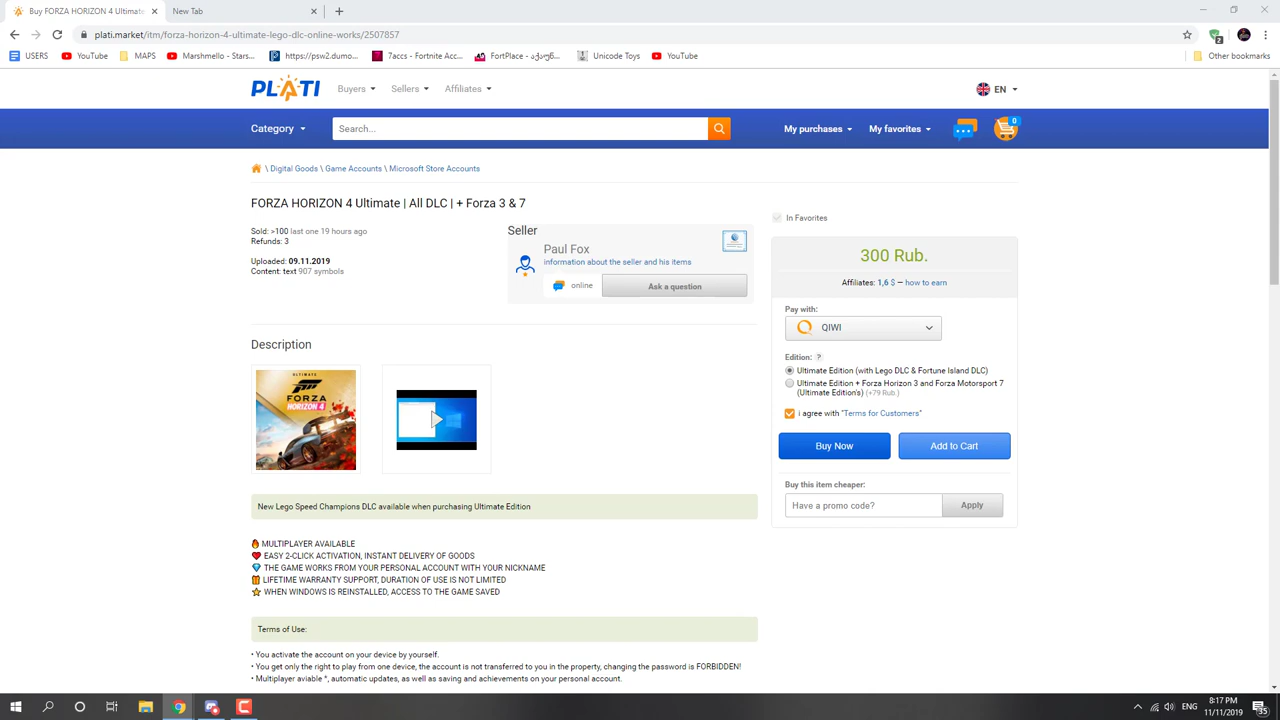 Buy FORZA HORIZON 4 Ultimate
New Tab
plati.market/itm/forza-horizon-4-ultimate-lego-dlc-online-works/2507857
2
USERS
YouTube
MAPS
Marshmello - Stars...
https://psw2.dumo...
7accs - Fortnite Acc...
Unicode Toys
YouTube
Other bookmarks
PLATI
Buyers
Sellers
Affiliates
EN
Category
Search...
My purchases
My favorites
0
\ Digital Goods \ Game Accounts \ Microsoft Store Accounts
FORZA HORIZON 4 Ultimate | All DLC | + Forza 3 & 7
Sold: >100 last one 19 hours ago
Refunds: 3
Uploaded: 09.11.2019
Content: text 907 symbols
Seller
Paul Fox
information about the seller and his items
online
Ask a question
In Favorites
300 Rub.
Affiliates: 1,6 $ — how to earn
Pay with:
QIWI
Edition: ?
Ultimate Edition (with Lego DLC & Fortune Island DLC)
Ultimate Edition + Forza Horizon 3 and Forza Motorsport 7
(Ultimate Edition's) (+79 Rub.)
i agree with "Terms for Customers"
Buy Now
Add to Cart
Buy this item cheaper:
Have a promo code?
Apply
Description
ULTIMATE
FORZA
HORIZON 4
New Lego Speed Champions DLC available when purchasing Ultimate Edition
MULTIPLAYER AVAILABLE
EASY 2-CLICK ACTIVATION, INSTANT DELIVERY OF GOODS
THE GAME WORKS FROM YOUR PERSONAL ACCOUNT WITH YOUR NICKNAME
LIFETIME WARRANTY SUPPORT, DURATION OF USE IS NOT LIMITED
WHEN WINDOWS IS REINSTALLED, ACCESS TO THE GAME SAVED
Terms of Use:
• You activate the account on your device by yourself.
• You get only the right to play from one device, the account is not transferred to you in the property, changing the password is FORBIDDEN!
• Multiplayer aviable *, automatic updates, as well as saving and achievements on your personal account.
ENG
8:17 PM
11/11/2019
35